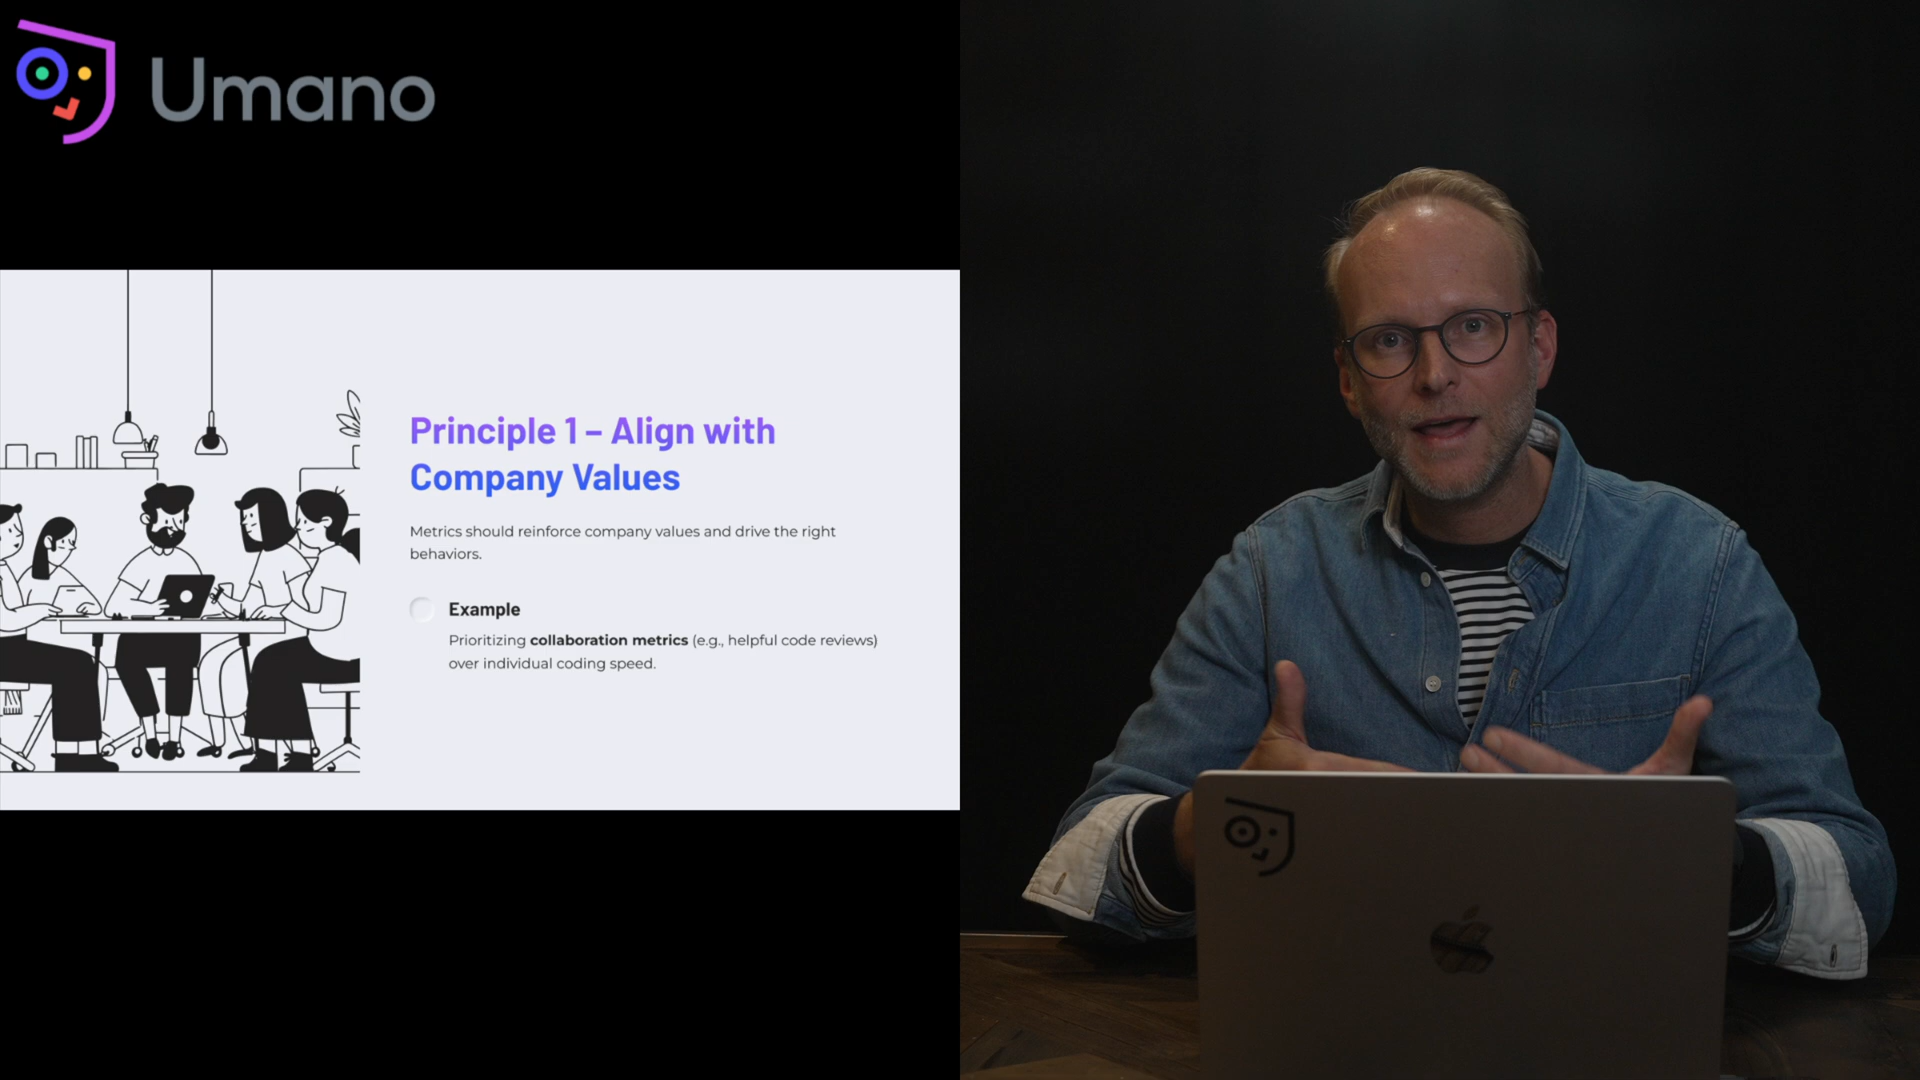 Umano
Principle 1 – Align with
Company Values
Metrics should reinforce company values and drive the right
behaviors.
Example
Prioritizing collaboration metrics (e.g., helpful code reviews)
over individual coding speed.